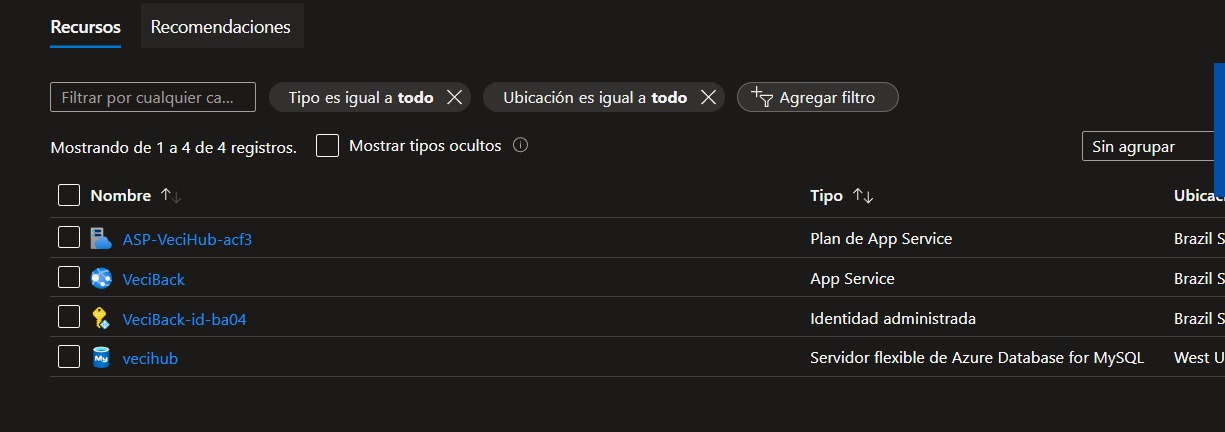 Recursos Recomendaciones
Filtrar por cualquier ca... Tipo es igual a todo Ubicación es igual a todo Agregar filtro
Mostrando de 1 a 4 de 4 registros. Mostrar tipos ocultos Sin agrupar
Nombre Tipo Ubicac
ASP-VeciHub-acf3 Plan de App Service Brazil S
VeciBack App Service Brazil S
VeciBack-id-ba04 Identidad administrada Brazil S
vecihub Servidor flexible de Azure Database for MySQL West U